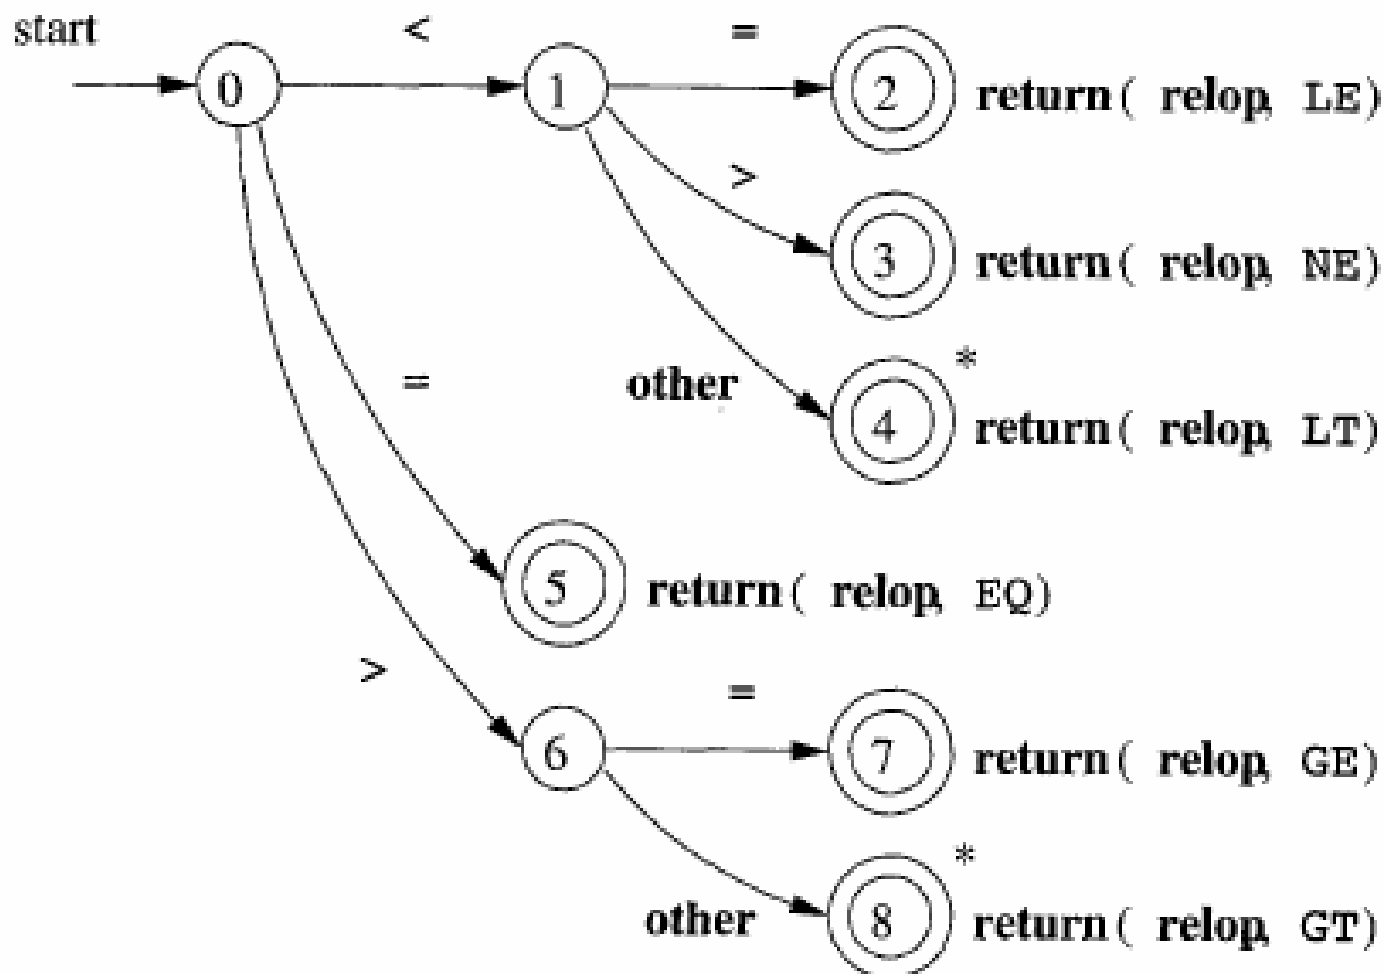 start
<
=
0
1
2
return( relop, LE)
>
3
return( relop, NE)
*
other
4
return( relop, LT)
=
5
return( relop, EQ)
>
=
6
7
return( relop, GE)
*
other
8
return( relop, GT)